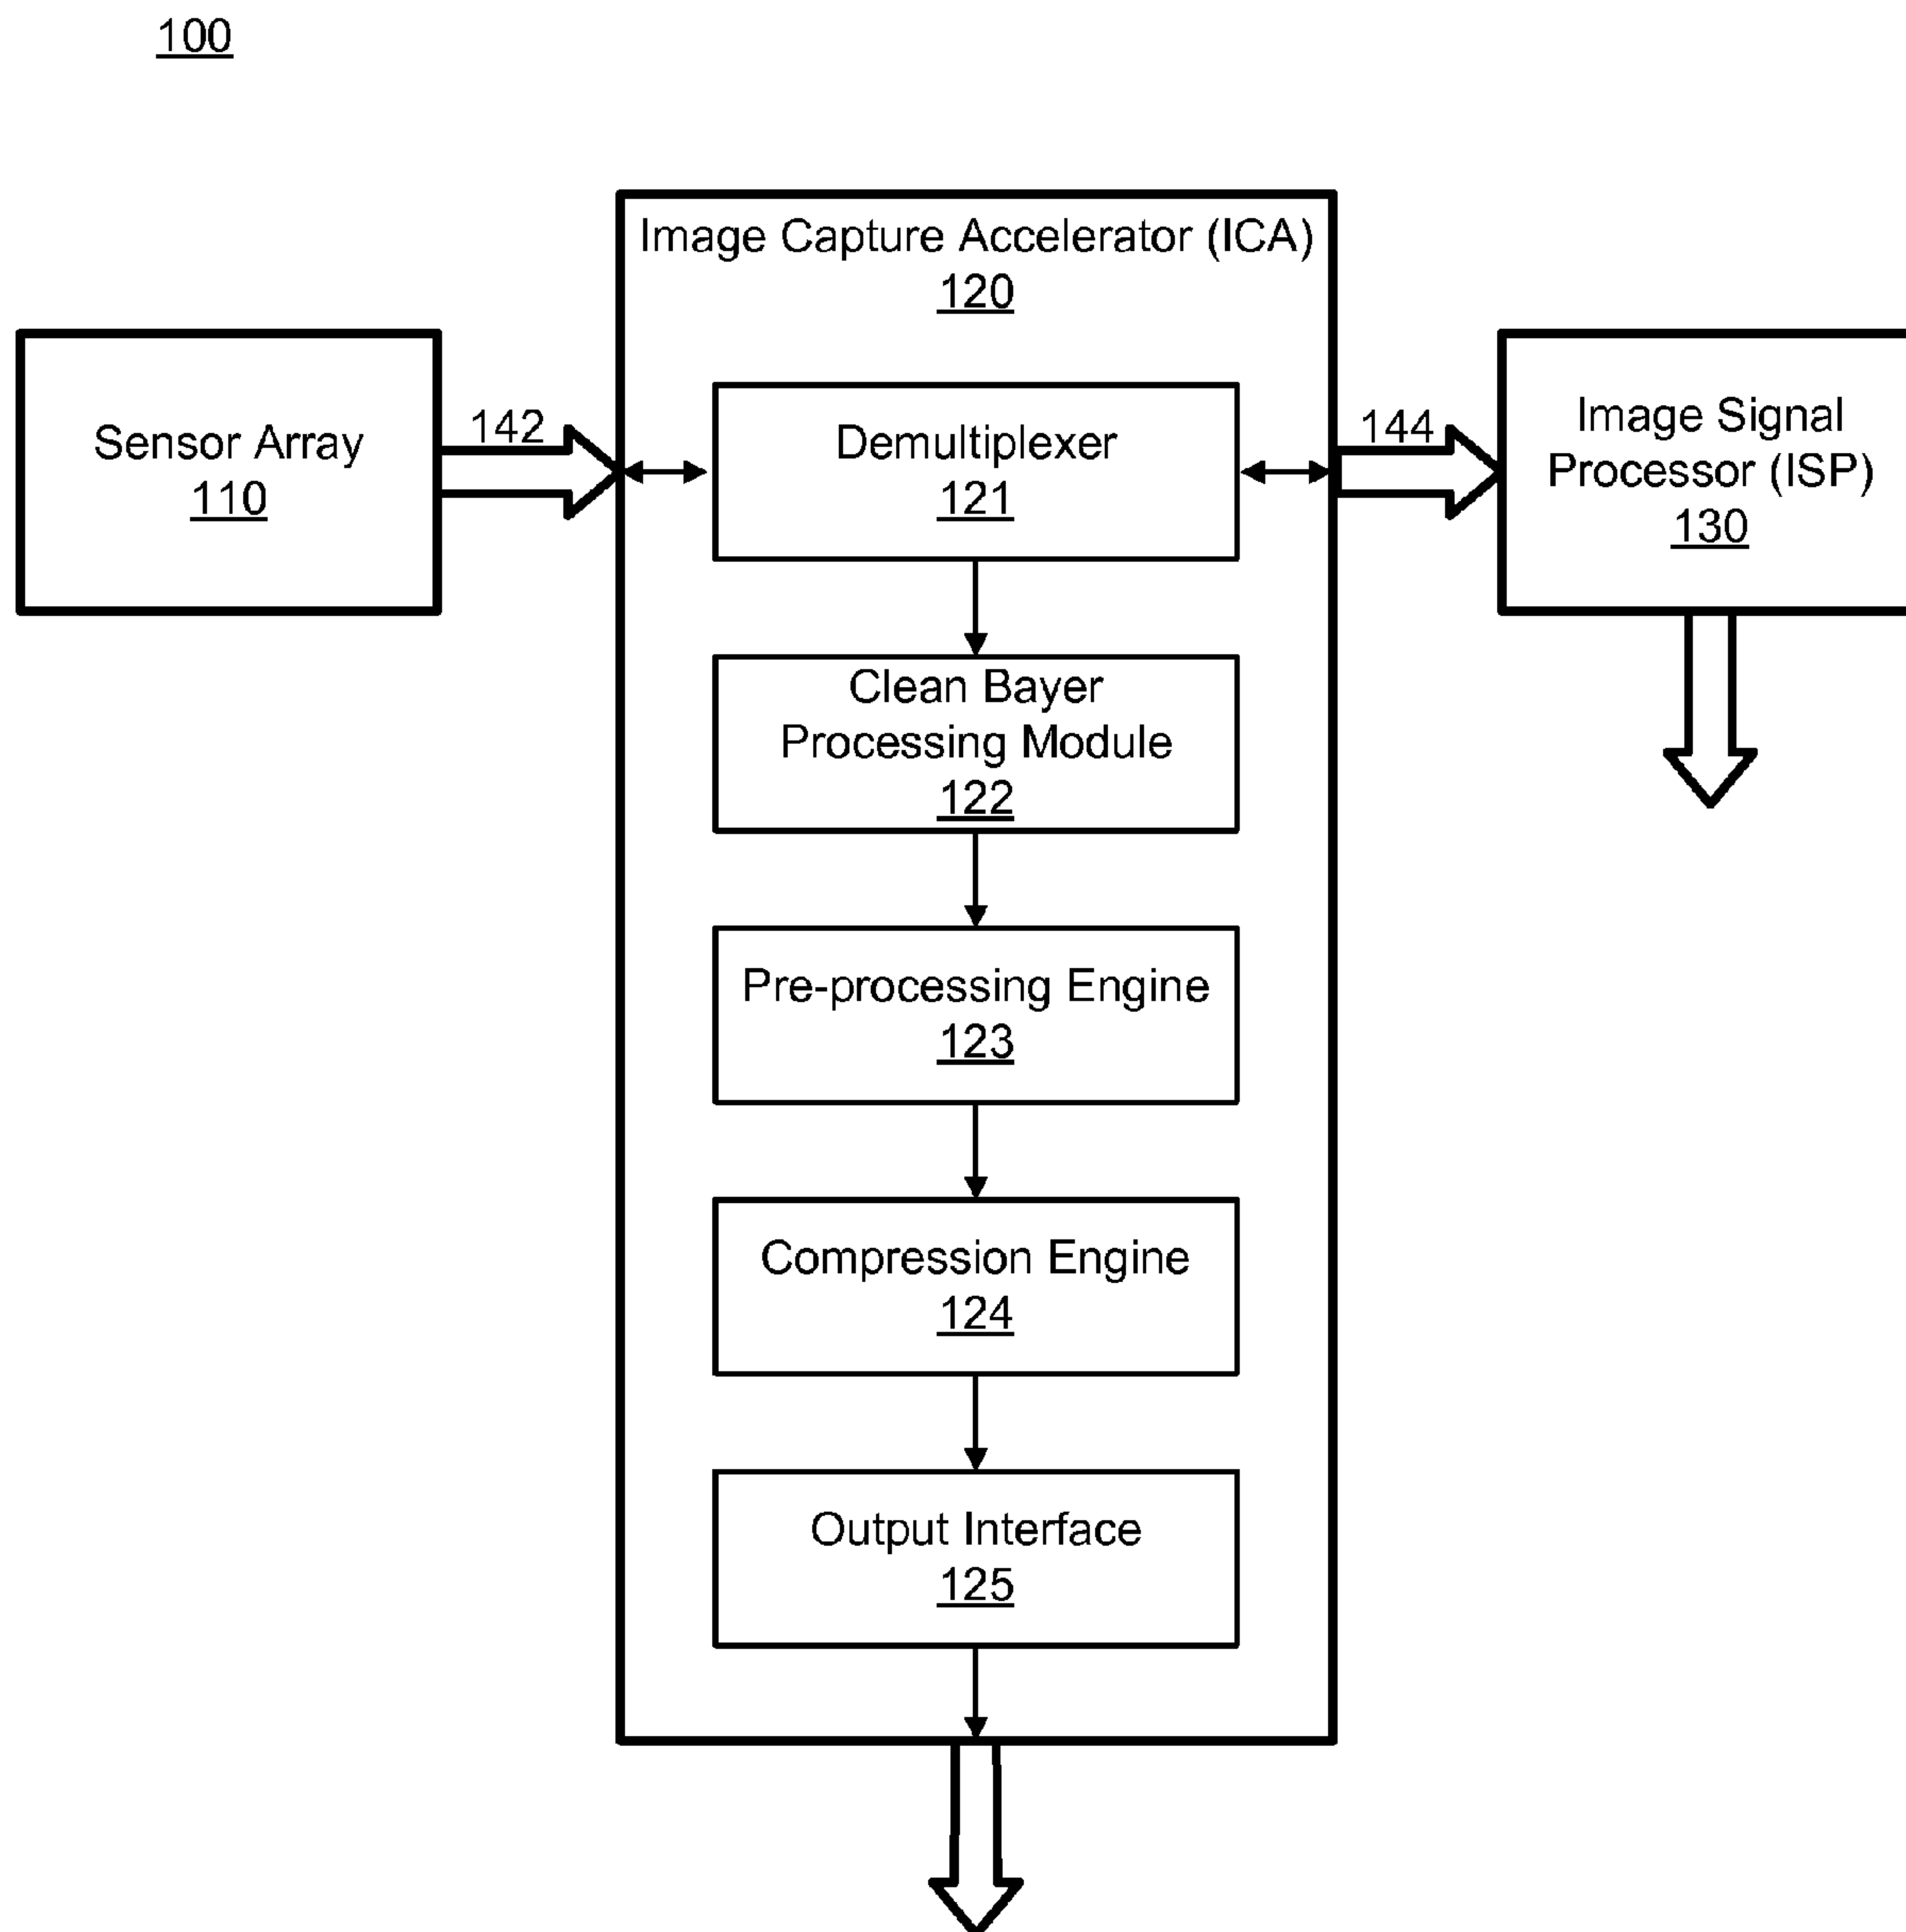 100
Image Capture Accelerator (ICA)
120
Sensor Array
110
142
Demultiplexer
121
144
Image Signal
Processor (ISP)
130
Clean Bayer
Processing Module
122
Pre-processing Engine
123
Compression Engine
124
Output Interface
125